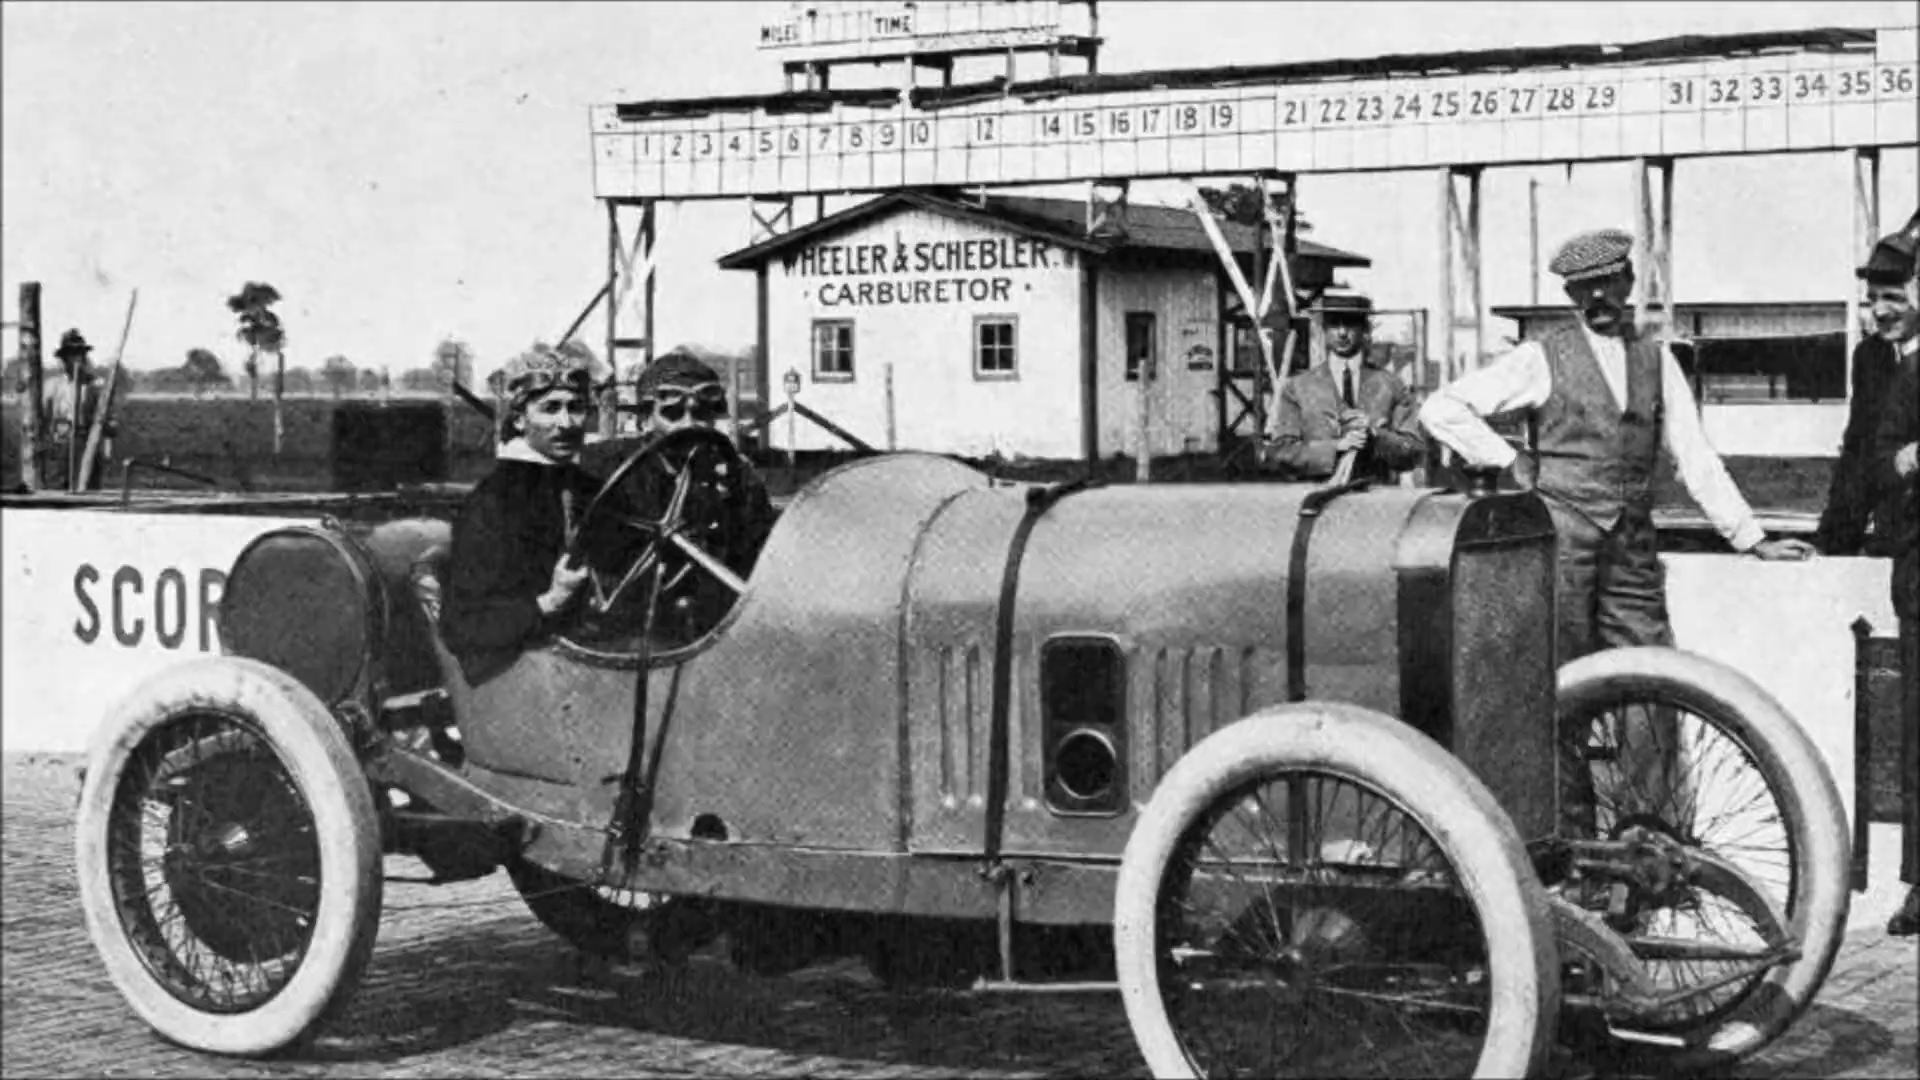 MILES TIME
1 2 3 4 5 6 7 8 9 10 12 14 15 16 17 18 19 21 22 23 24 25 26 27 28 29 31 32 33 34 35 36
WHEELER & SCHEBLER
CARBURETOR
SCOR